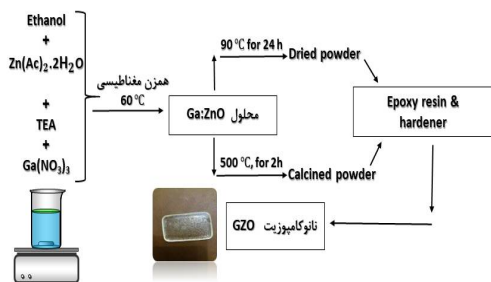 Ethanol
+
Zn(Ac)₂.2H₂O
+
TEA
+
Ga(NO₃)₃
همزن مغناطیسی
60 °C
محلول Ga:ZnO
90 °C for 24 h
Dried powder
500 °C, for 2h
Calcined powder
Epoxy resin &
hardener
نانوکامپوزیت GZO